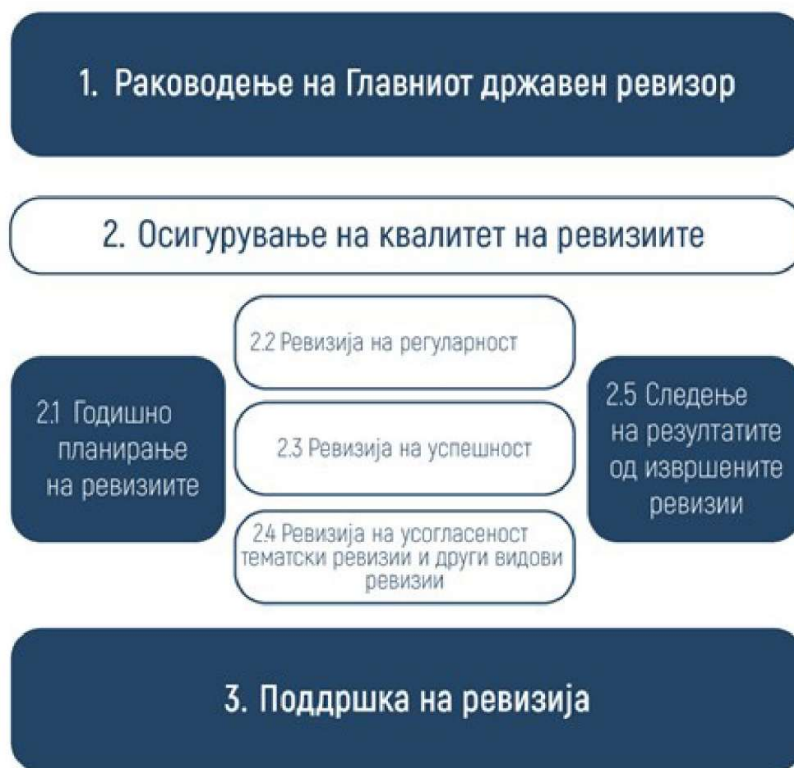 1. Раководење на Главниот државен ревизор
2. Осигурување на квалитет на ревизиите
2.1 Годишно
планирање
на ревизиите
2.2 Ревизија на регуларност
2.3 Ревизија на успешност
2.4 Ревизија на усогласеност
тематски ревизии и други видови
ревизии
2.5 Следење
на резултатите
од извршените
ревизии
3. Поддршка на ревизија